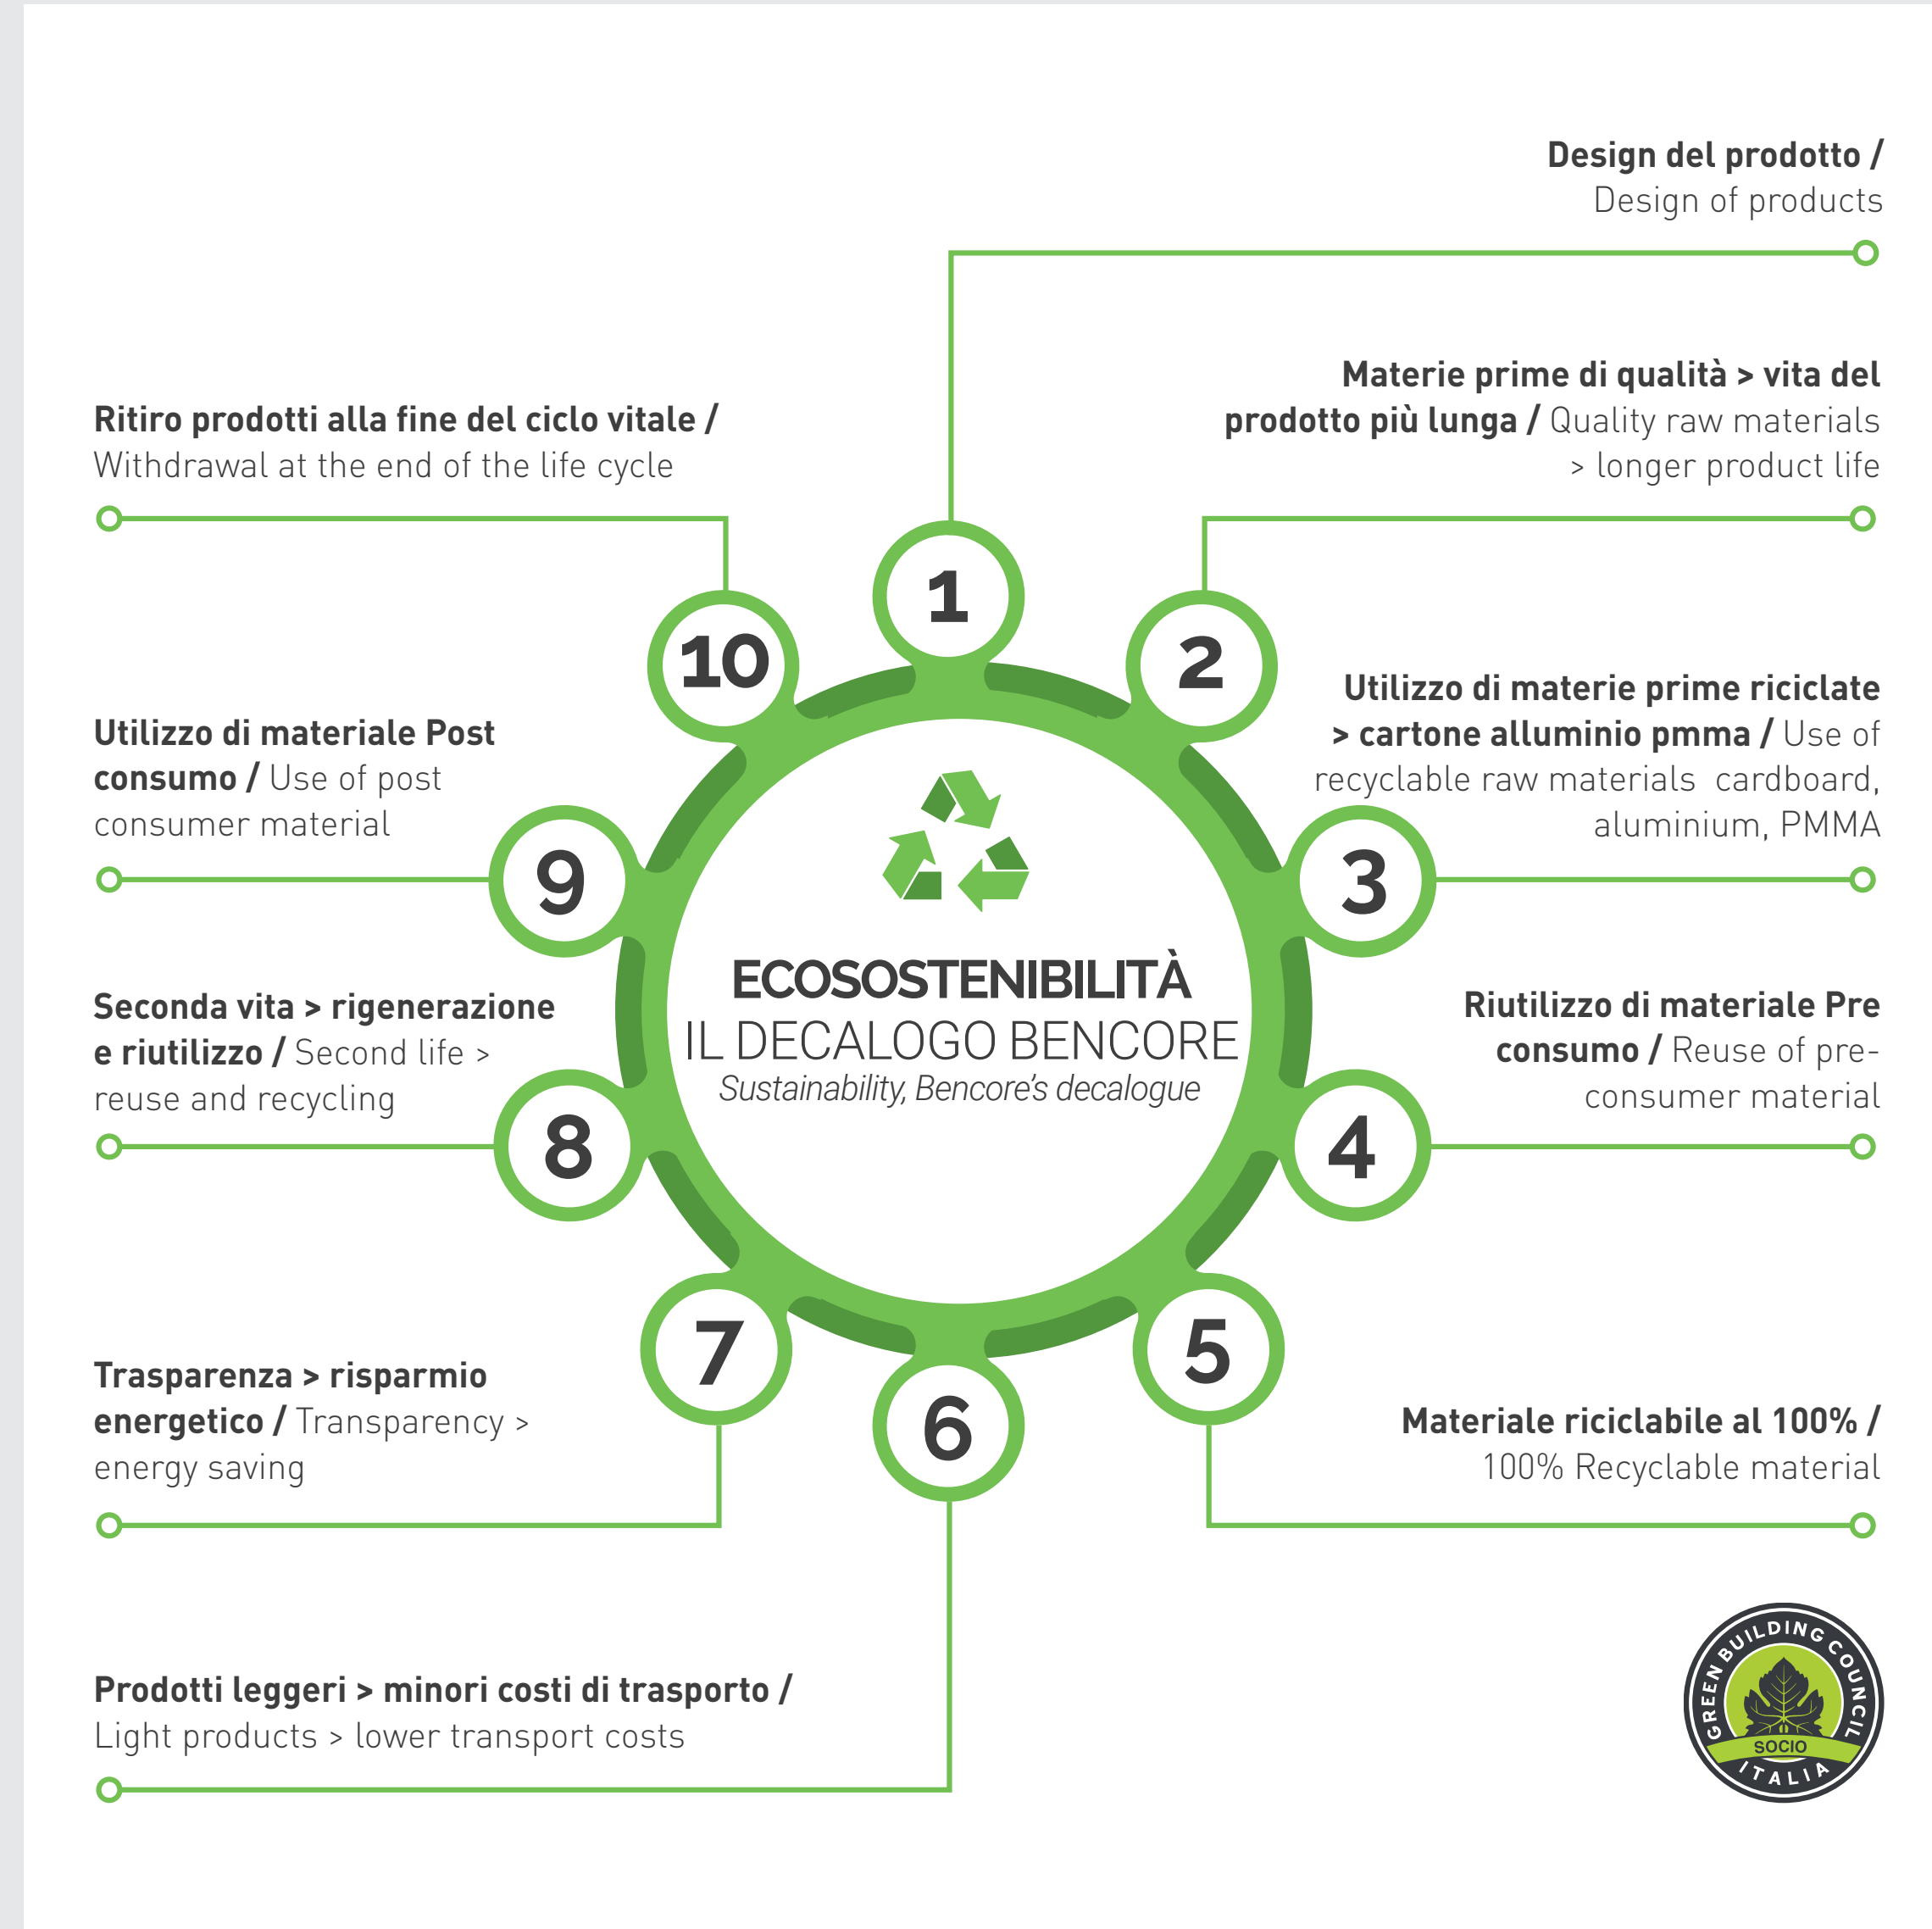 Design del prodotto /
Design of products
1
Materie prime di qualità > vita del
prodotto più lunga / Quality raw materials
> longer product life
2
Utilizzo di materie prime riciclate
> cartone alluminio pmma / Use of
recyclable raw materials  cardboard,
aluminium, PMMA
3
Riutilizzo di materiale Pre
consumo / Reuse of pre-
consumer material
4
Materiale riciclabile al 100% /
100% Recyclable material
5
Prodotti leggeri > minori costi di trasporto /
Light products > lower transport costs
6
Trasparenza > risparmio
energetico / Transparency >
energy saving
7
Seconda vita > rigenerazione
e riutilizzo / Second life >
reuse and recycling
8
Utilizzo di materiale Post
consumo / Use of post
consumer material
9
Ritiro prodotti alla fine del ciclo vitale /
Withdrawal at the end of the life cycle
10
ECOSOSTENIBILITÀ
IL DECALOGO BENCORE
Sustainability, Bencore's decalogue
GREEN BUILDING COUNCIL
SOCIO
ITALIA